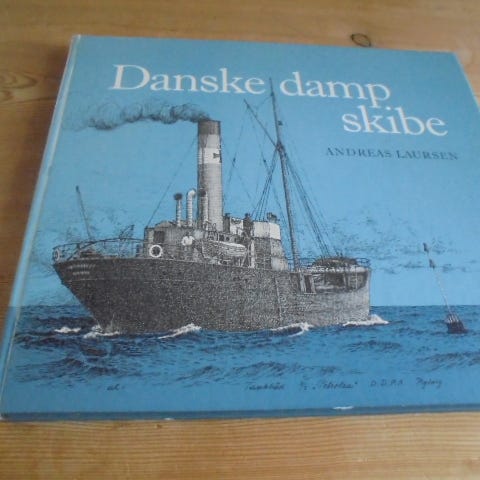 Danske damp
skibe
ANDREAS LAURSEN
D.D.P.A